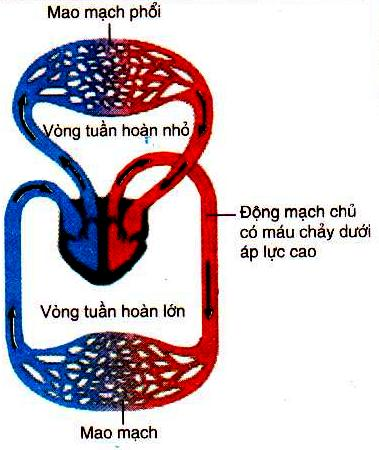 Mao mạch phổi
Vòng tuần hoàn nhỏ
Động mạch chủ
có máu chảy dưới
áp lực cao
Vòng tuần hoàn lớn
Mao mạch